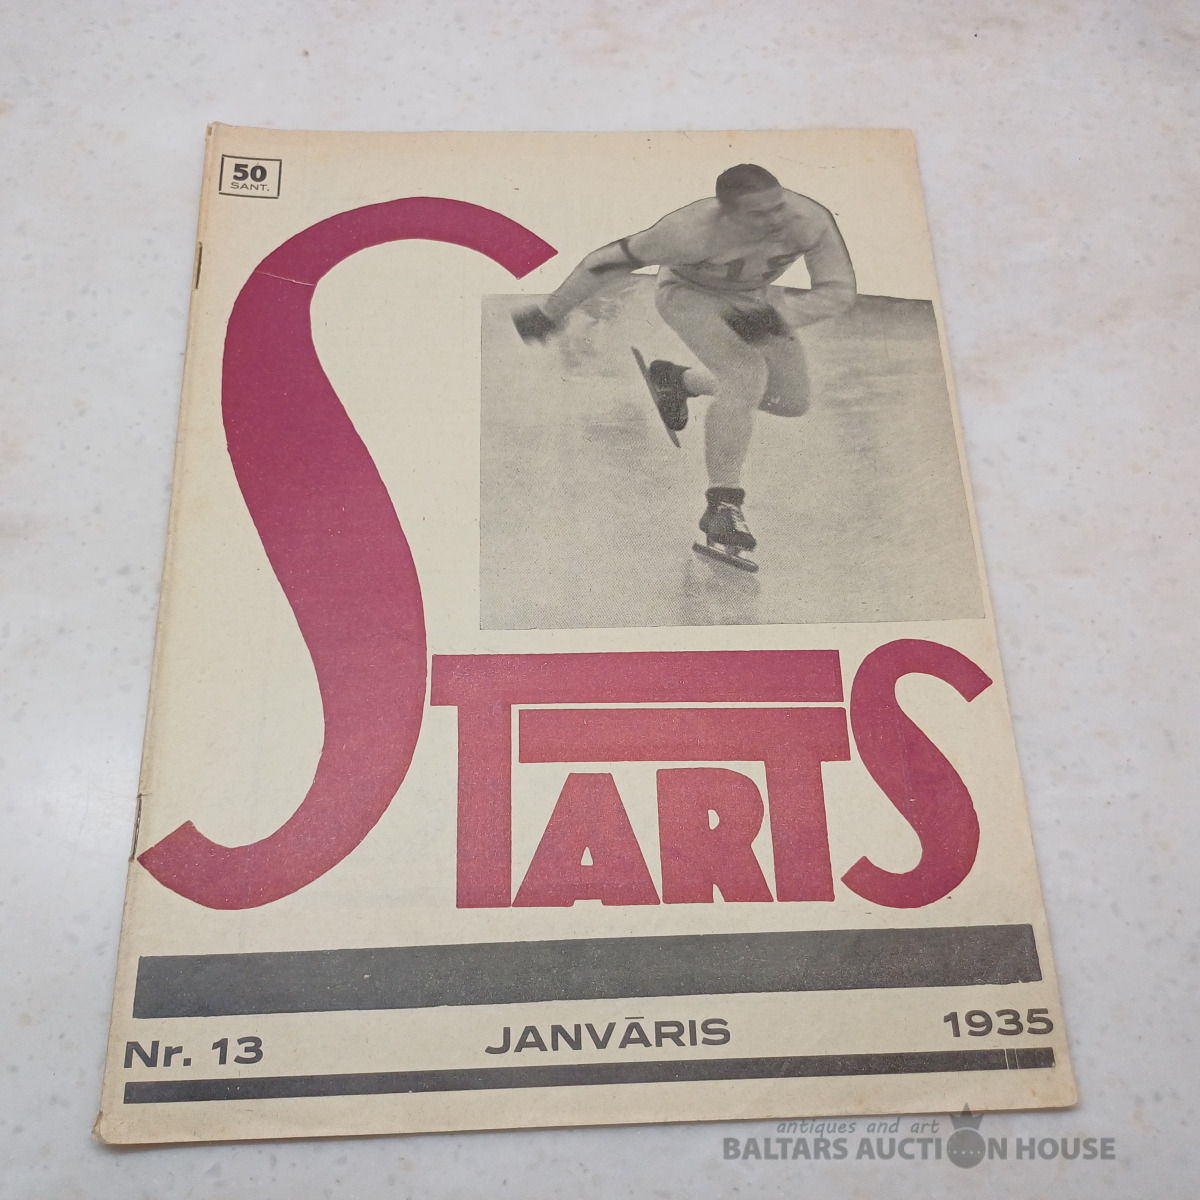 50
SANT.
STARTS
Nr. 13 JANVĀRIS 1935
antiques and art
BALTARS AUCTION HOUSE